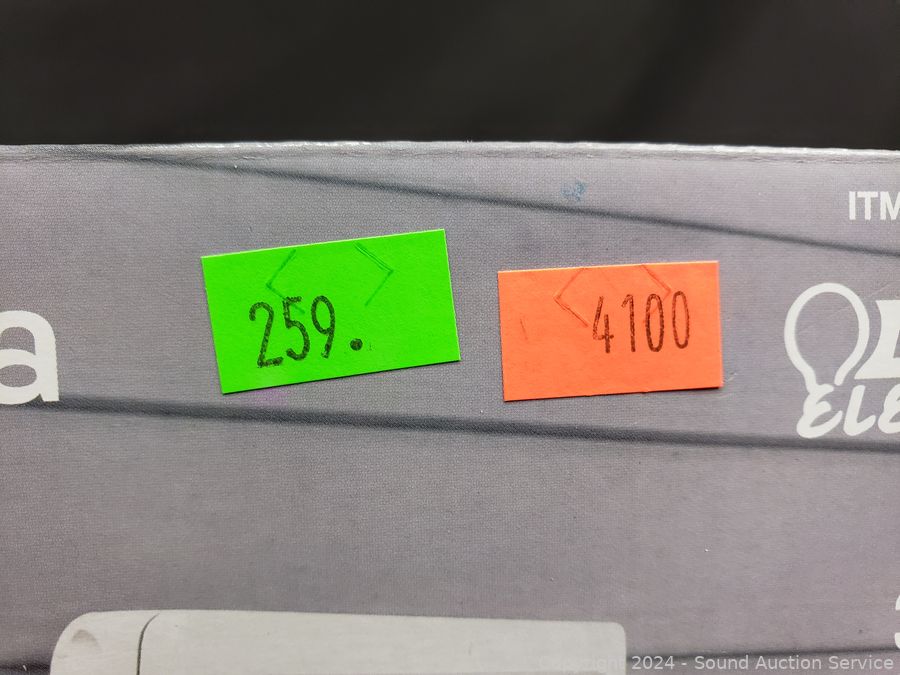 ITM
a
259.
4100
ELE
Copyright 2024 - Sound Auction Service